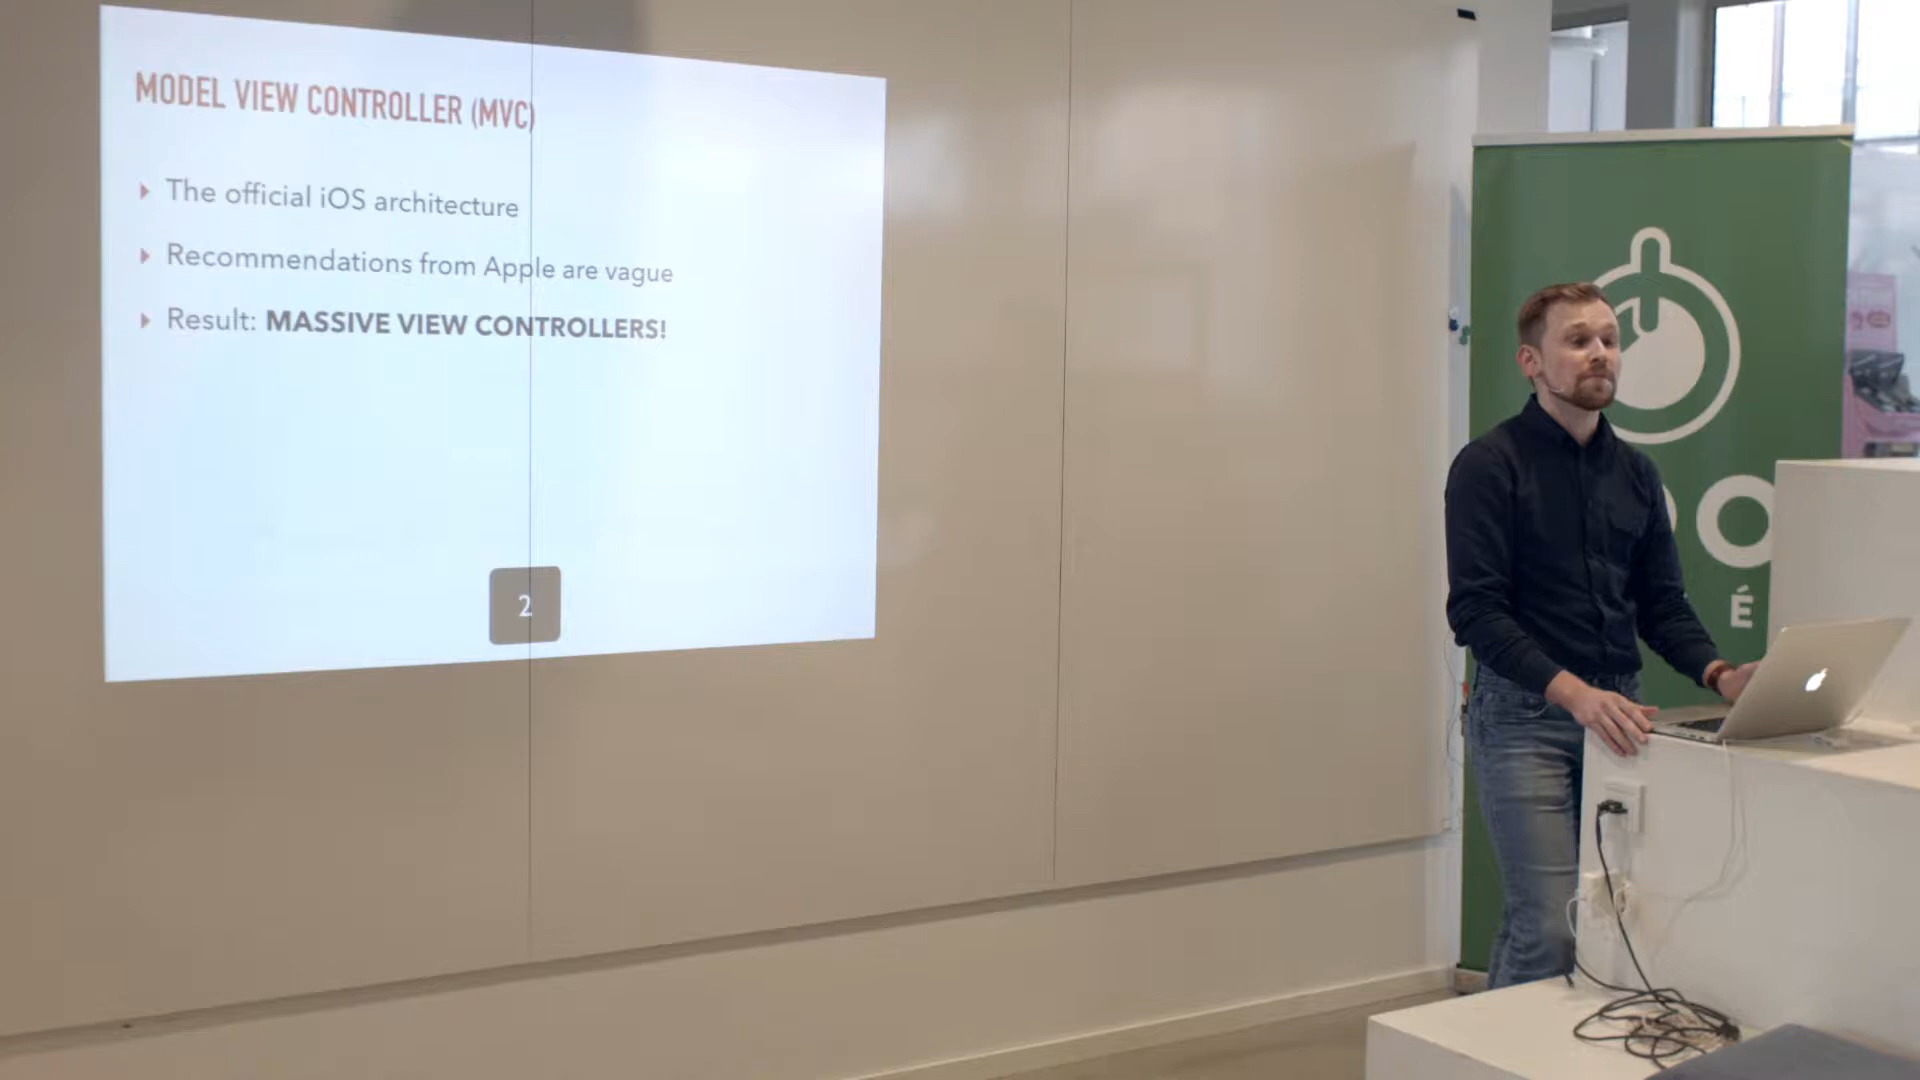 MODEL VIEW CONTROLLER (MVC)
The official iOS architecture
Recommendations from Apple are vague
Result: MASSIVE VIEW CONTROLLERS!
2
O
É